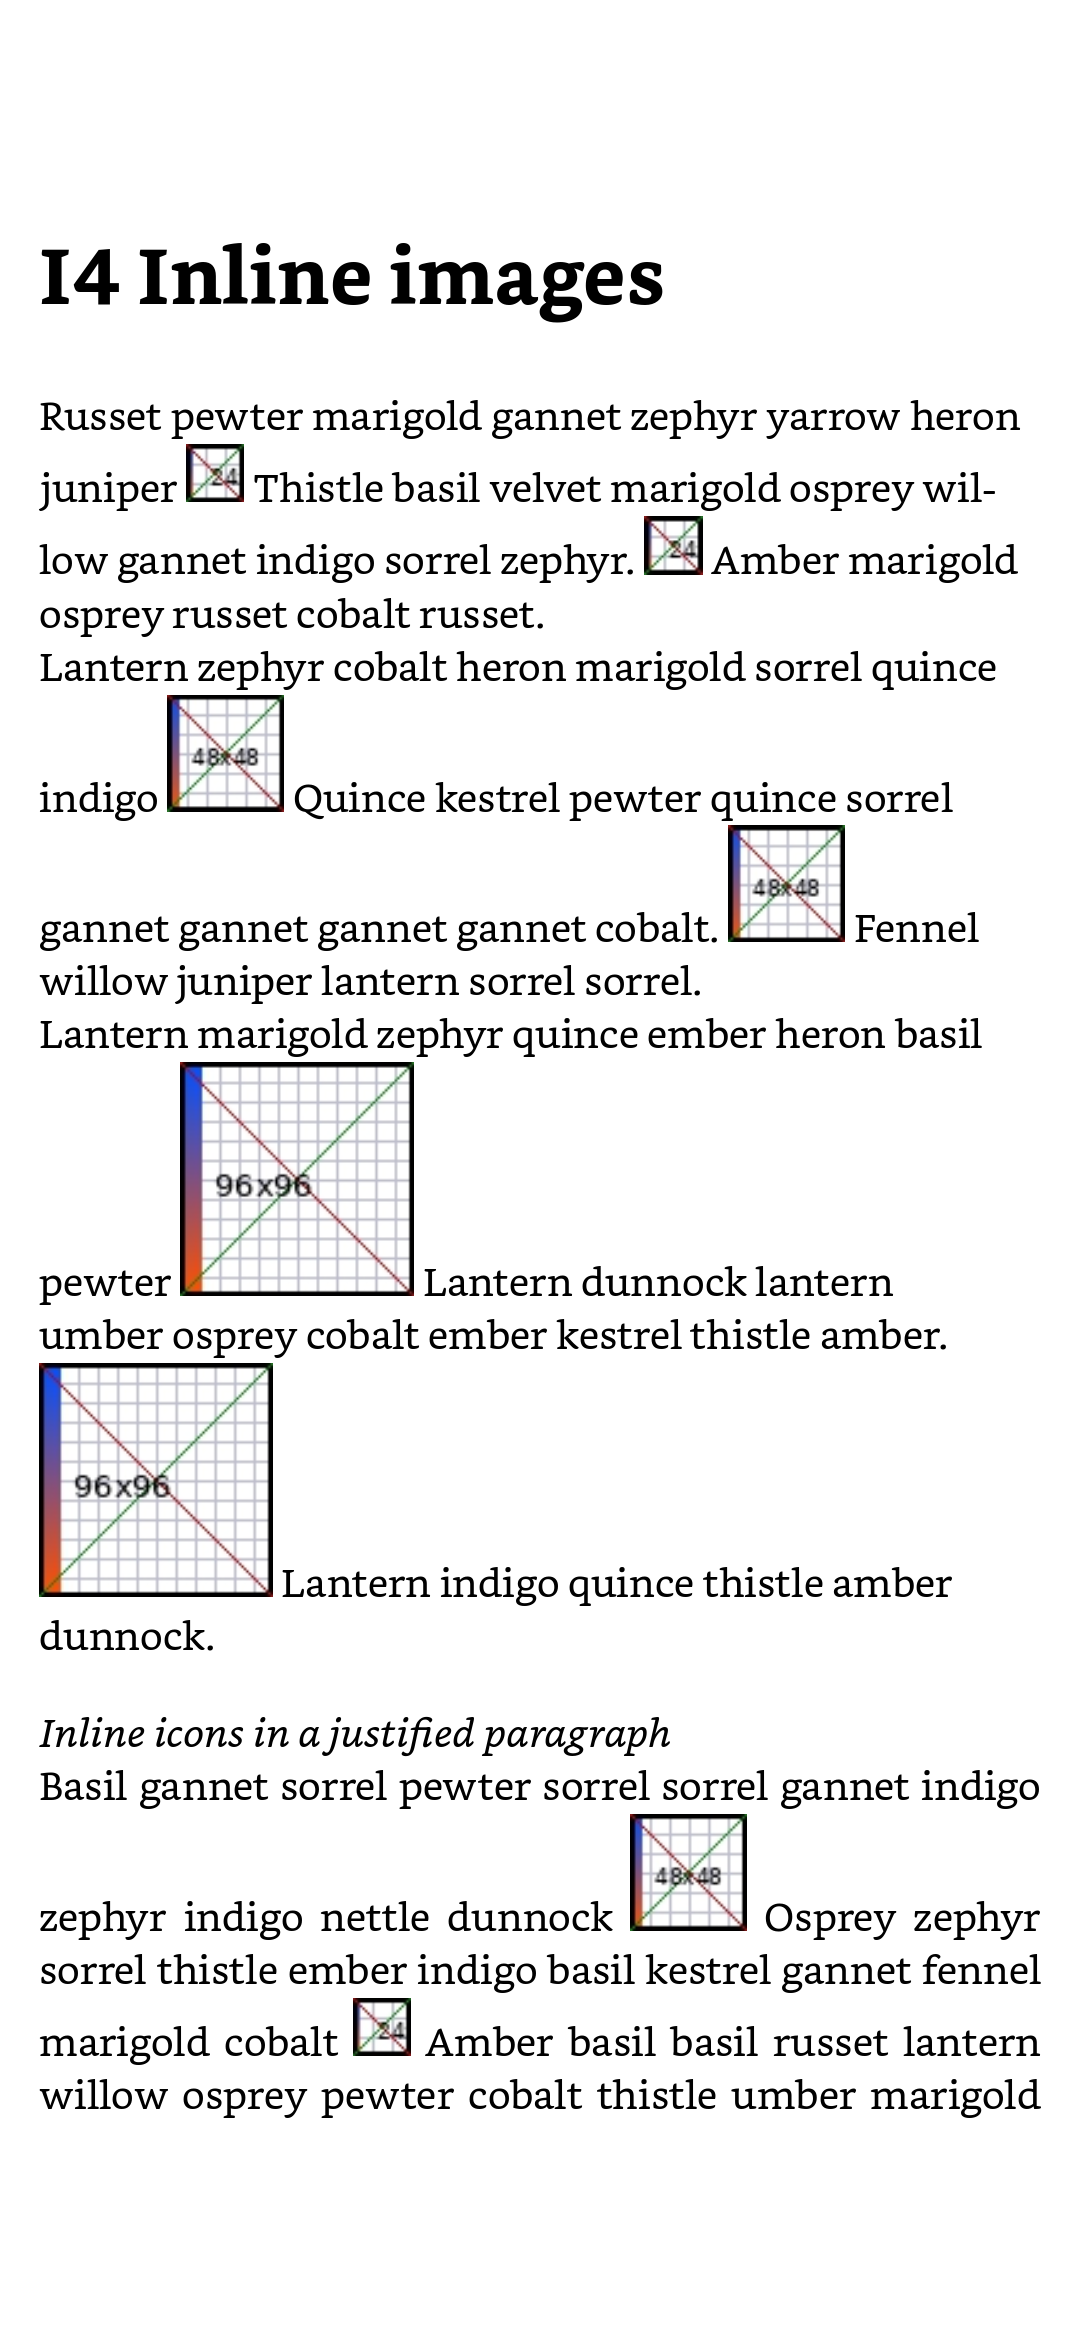 I4 Inline images
Russet pewter marigold gannet zephyr yarrow heron
juniper 24 Thistle basil velvet marigold osprey wil-
low gannet indigo sorrel zephyr. 24 Amber marigold
osprey russet cobalt russet.
Lantern zephyr cobalt heron marigold sorrel quince
indigo 48x48 Quince kestrel pewter quince sorrel
gannet gannet gannet gannet cobalt. 48x48 Fennel
willow juniper lantern sorrel sorrel.
Lantern marigold zephyr quince ember heron basil
pewter 96x96 Lantern dunnock lantern
umber osprey cobalt ember kestrel thistle amber.
96x96 Lantern indigo quince thistle amber
dunnock.
Inline icons in a justified paragraph
Basil gannet sorrel pewter sorrel sorrel gannet indigo
zephyr indigo nettle dunnock 48x48 Osprey zephyr
sorrel thistle ember indigo basil kestrel gannet fennel
marigold cobalt 24 Amber basil basil russet lantern
willow osprey pewter cobalt thistle umber marigold